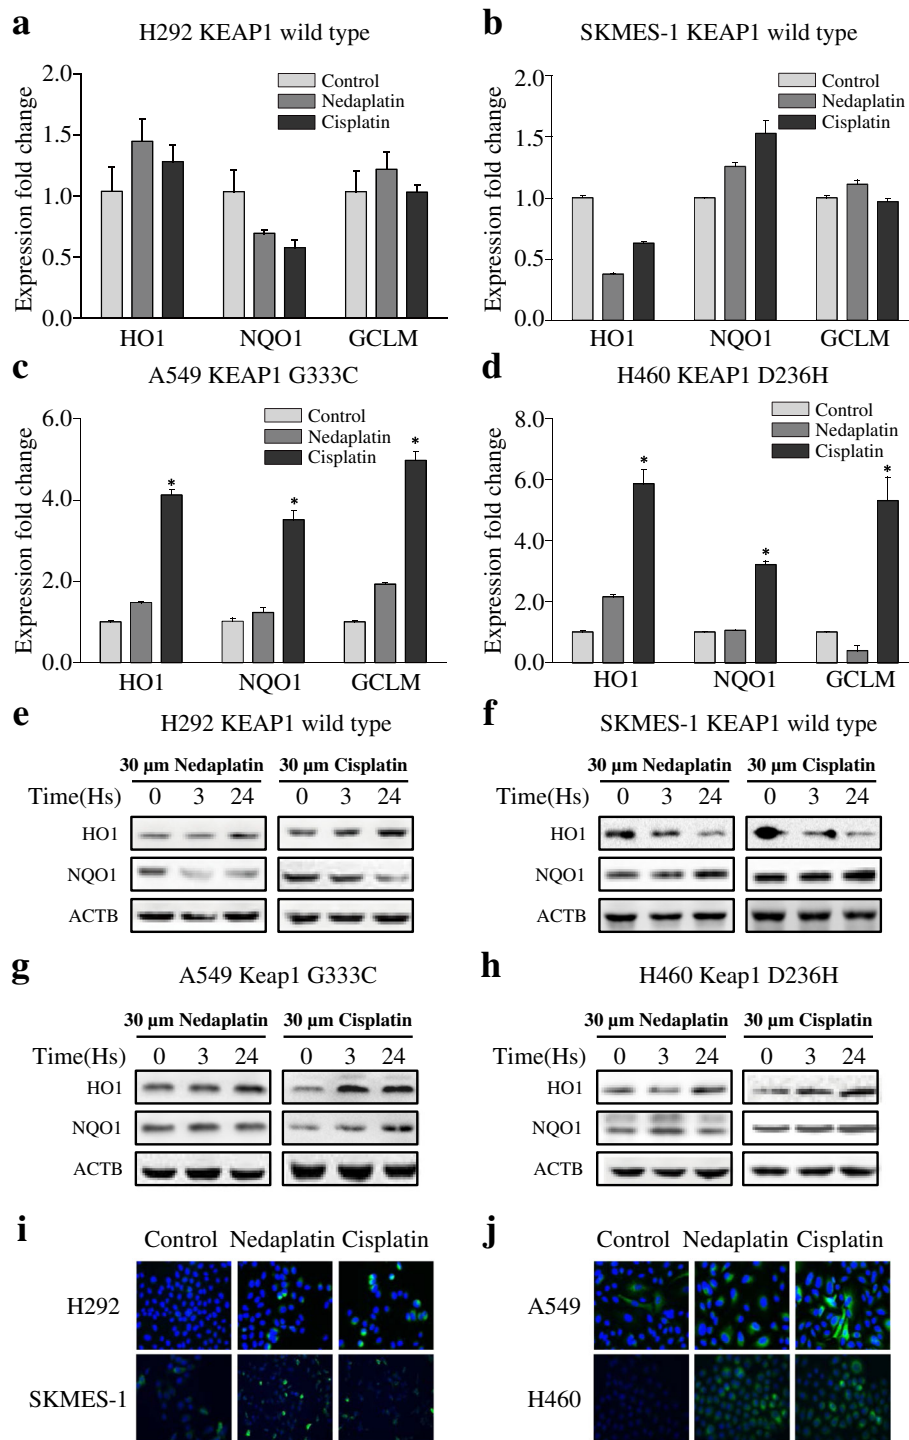 a
H292 KEAP1 wild type
Expression fold change
2.0
1.5
1.0
0.5
0.0
Control
Nedaplatin
Cisplatin
HO1 NQO1 GCLM
b
SKMES-1 KEAP1 wild type
Expression fold change
2.0
1.5
1.0
0.5
0.0
Control
Nedaplatin
Cisplatin
HO1 NQO1 GCLM
c
A549 KEAP1 G333C
Expression fold change
6.0
4.0
2.0
0.0
Control
Nedaplatin
Cisplatin
* * *
HO1 NQO1 GCLM
d
H460 KEAP1 D236H
Expression fold change
8.0
6.0
4.0
2.0
0.0
Control
Nedaplatin
Cisplatin
* * *
HO1 NQO1 GCLM
e
H292 KEAP1 wild type
30 µm Nedaplatin 30 µm Cisplatin
Time(Hs) 0 3 24 0 3 24
HO1
NQO1
ACTB
f
SKMES-1 KEAP1 wild type
30 µm Nedaplatin 30 µm Cisplatin
Time(Hs) 0 3 24 0 3 24
HO1
NQO1
ACTB
g
A549 Keap1 G333C
30 µm Nedaplatin 30 µm Cisplatin
Time(Hs) 0 3 24 0 3 24
HO1
NQO1
ACTB
h
H460 Keap1 D236H
30 µm Nedaplatin 30 µm Cisplatin
Time(Hs) 0 3 24 0 3 24
HO1
NQO1
ACTB
i
Control Nedaplatin Cisplatin
H292
SKMES-1
j
Control Nedaplatin Cisplatin
A549
H460